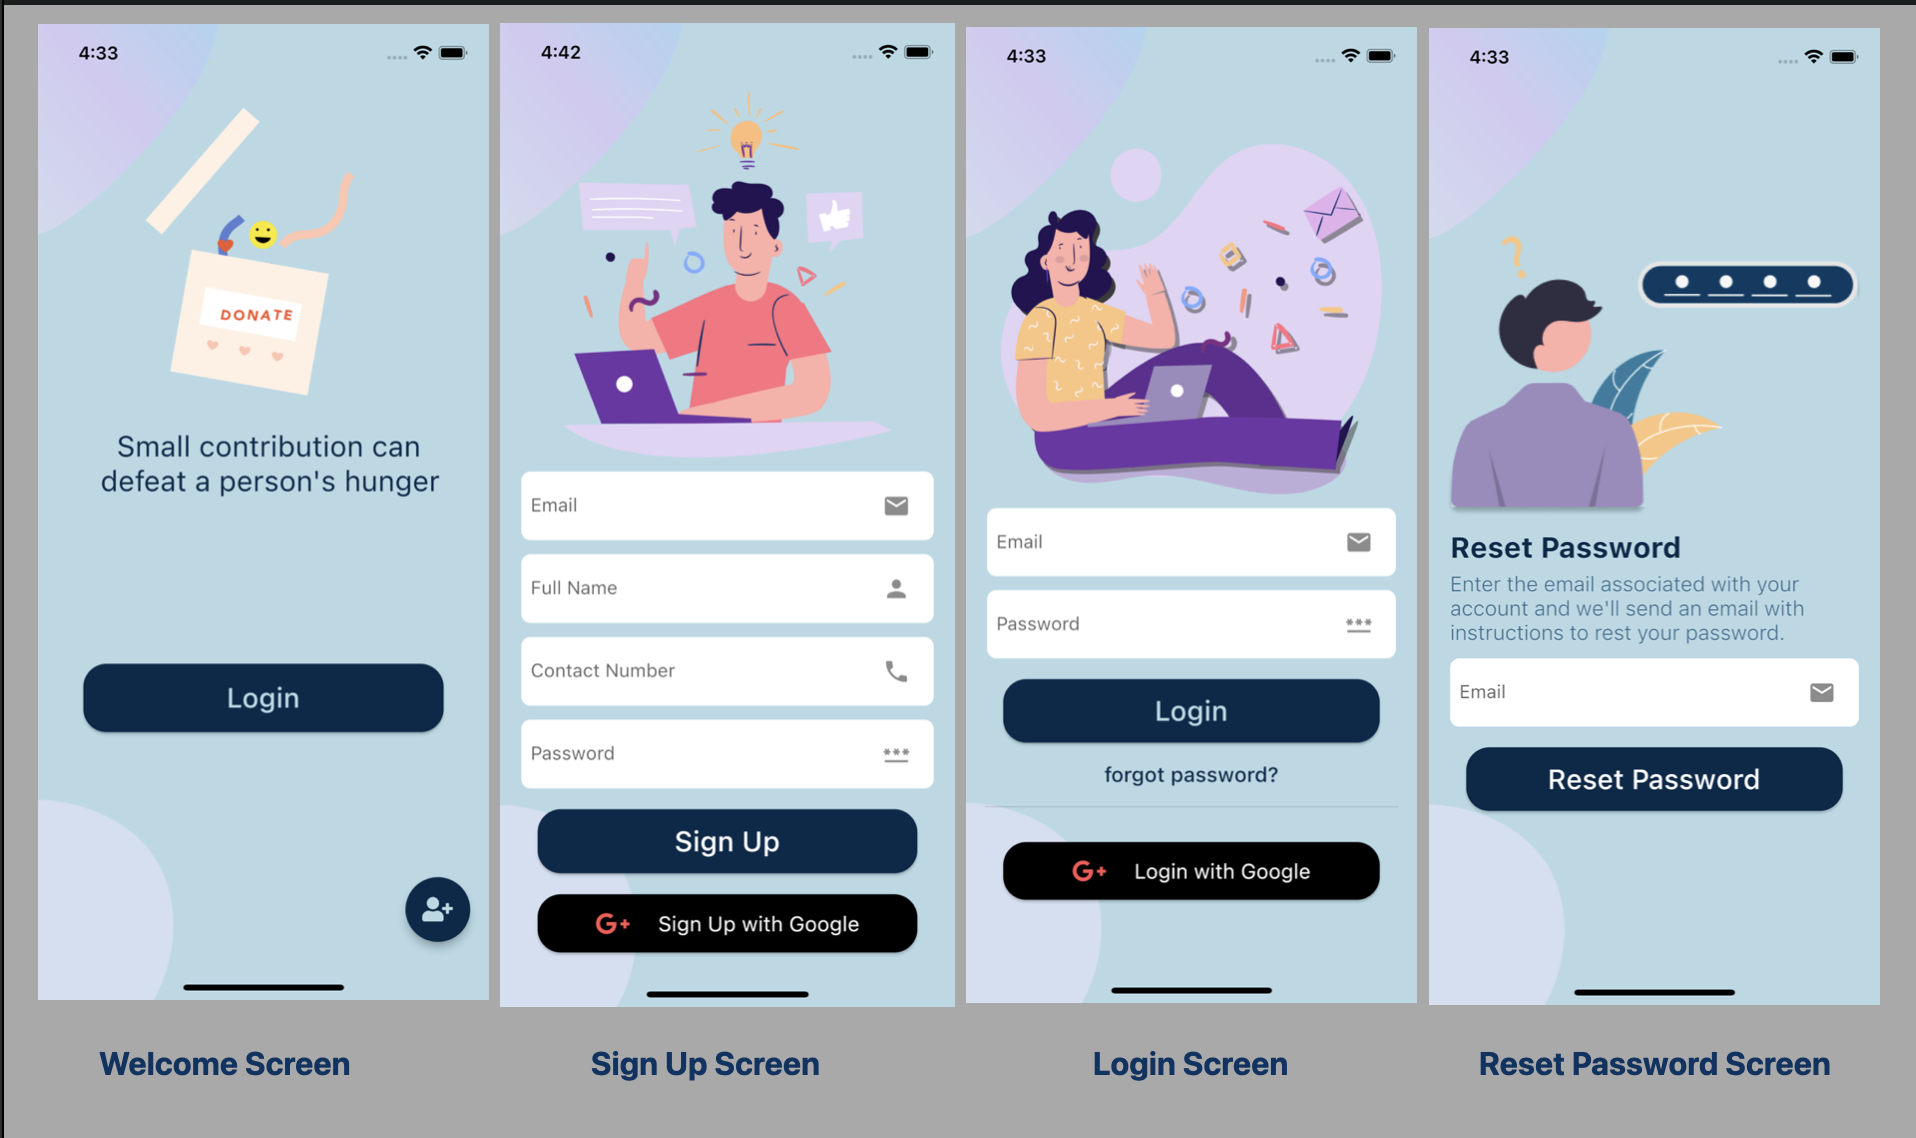 4:33
DONATE
Small contribution can
defeat a person's hunger
Login
Welcome Screen
4:42
Email
Full Name
Contact Number
Password
***
Sign Up
G+ Sign Up with Google
Sign Up Screen
4:33
Email
Password
***
Login
forgot password?
G+ Login with Google
Login Screen
4:33
?
Reset Password
Enter the email associated with your
account and we'll send an email with
instructions to rest your password.
Email
Reset Password
Reset Password Screen